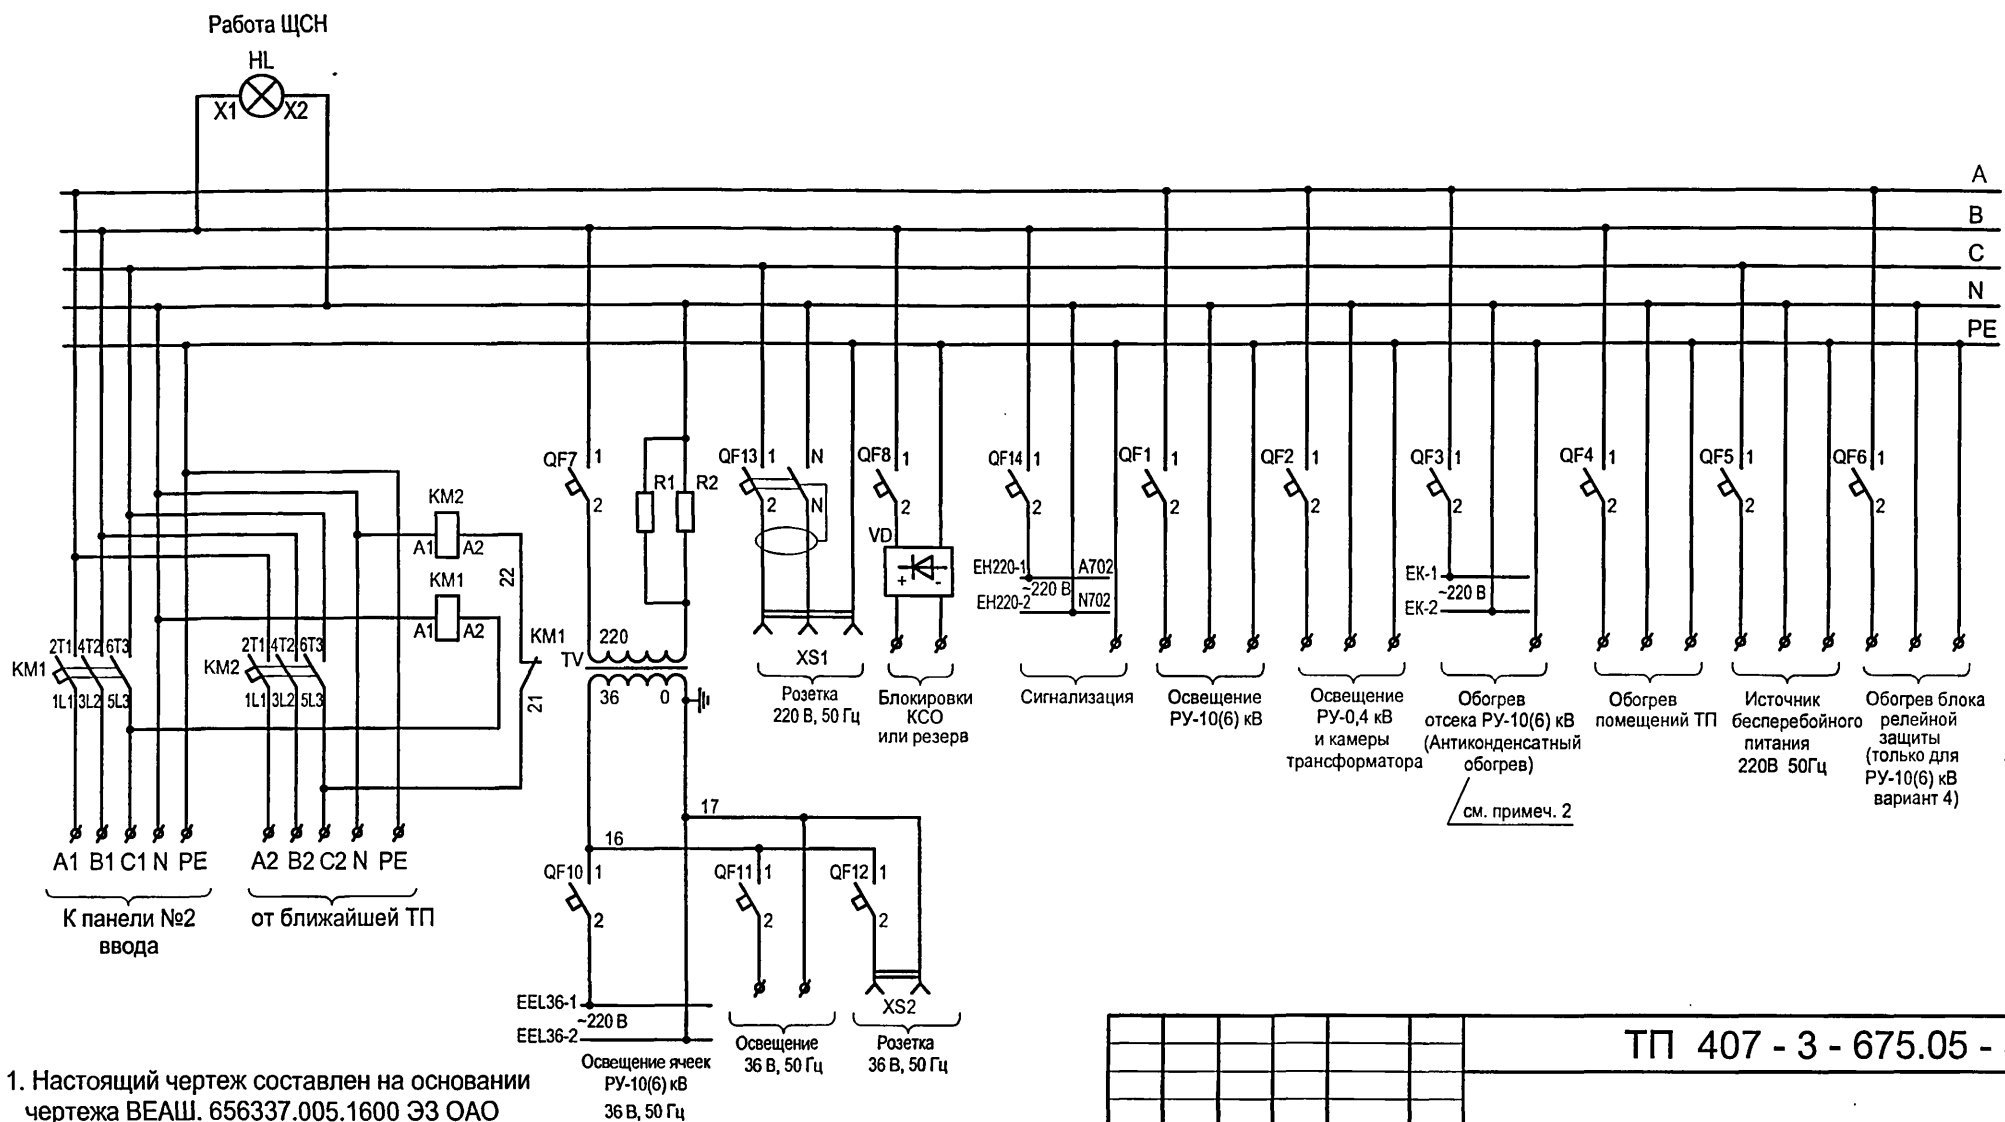 Работа ЩСН
HL
X1 X2
A
B
C
N
PE
QF7 1
2
R1 R2
QF13 1 N
2 N
QF8 1
2
VD
+ -
QF14 1
2
QF1 1
2
QF2 1
2
QF3 1
2
QF4 1
2
QF5 1
2
QF6 1
2
KM2
A1 A2
KM1
A1 A2
22
KM1
21
2T1 4T2 6T3
KM1
1L1 3L2 5L3
2T1 4T2 6T3
KM2
1L1 3L2 5L3
220
TV
36 0
EH220-1 A702
~220 В
EH220-2 N702
EK-1
~220 В
EK-2
XS1
Розетка
220 В, 50 Гц
Блокировки
КСО
или резерв
Сигнализация
Освещение
РУ-10(6) кВ
Освещение
РУ-0,4 кВ
и камеры
трансформатора
Обогрев
отсека РУ-10(6) кВ
(Антиконденсатный
обогрев)
см. примеч. 2
Обогрев
помещений ТП
Источник
бесперебойного
питания
220В 50Гц
Обогрев блока
релейной
защиты
(только для
РУ-10(6) кВ
вариант 4)
A1 B1 C1 N PE
A2 B2 C2 N PE
К панели №2
ввода
от ближайшей ТП
17
16
QF10 1
2
QF11 1
2
QF12 1
2
EEL36-1
~220 В
EEL36-2
XS2
Освещение ячеек
РУ-10(6) кВ
36 В, 50 Гц
Освещение
36 В, 50 Гц
Розетка
36 В, 50 Гц
1. Настоящий чертеж составлен на основании
чертежа ВЕАШ. 656337.005.1600 ЭЗ ОАО
ТП 407 - 3 - 675.05 -